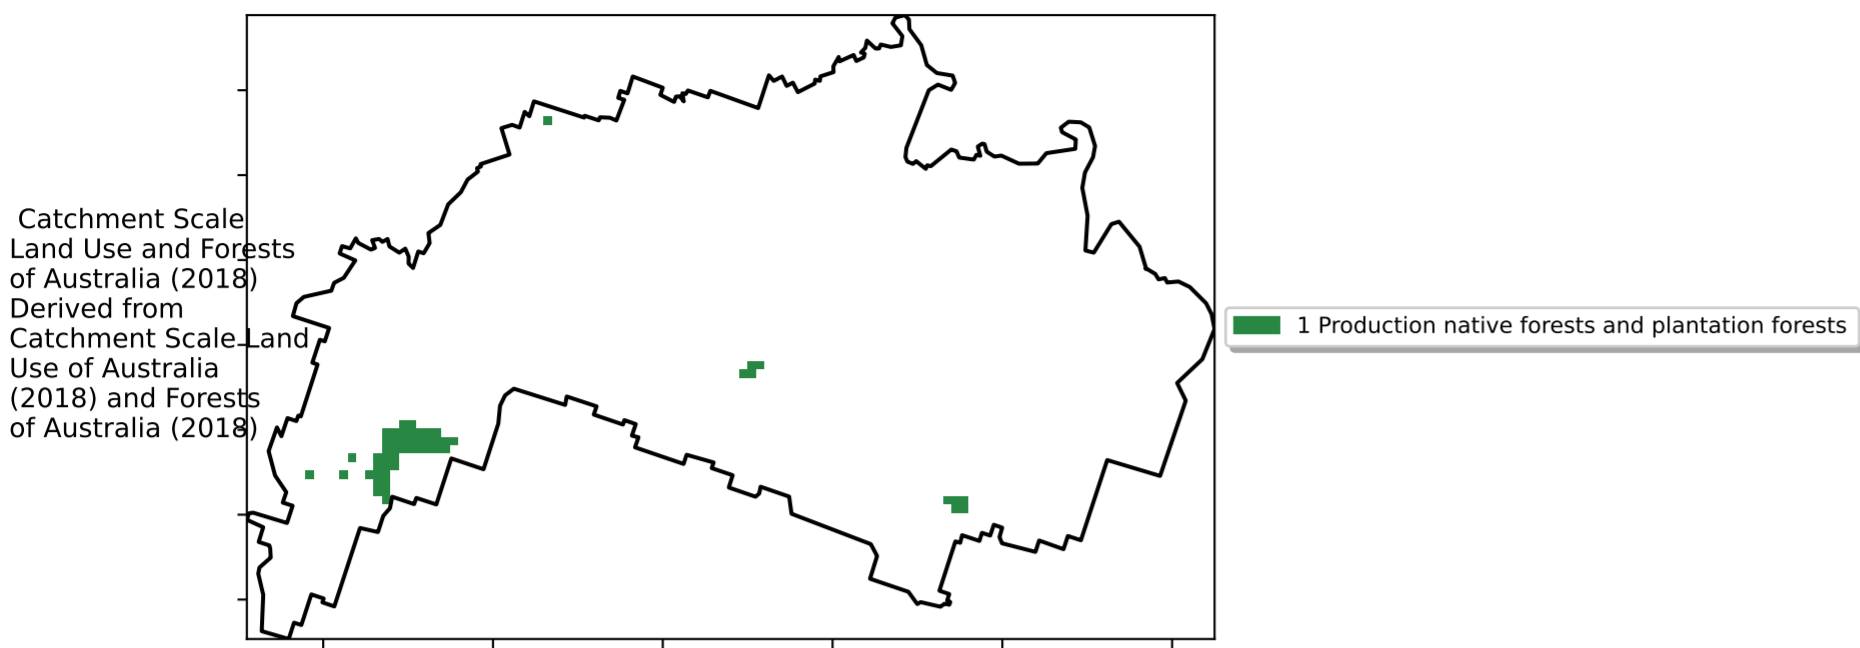 Catchment Scale
Land Use and Forests
of Australia (2018)
Derived from
Catchment Scale Land
Use of Australia
(2018) and Forests
of Australia (2018)
1 Production native forests and plantation forests